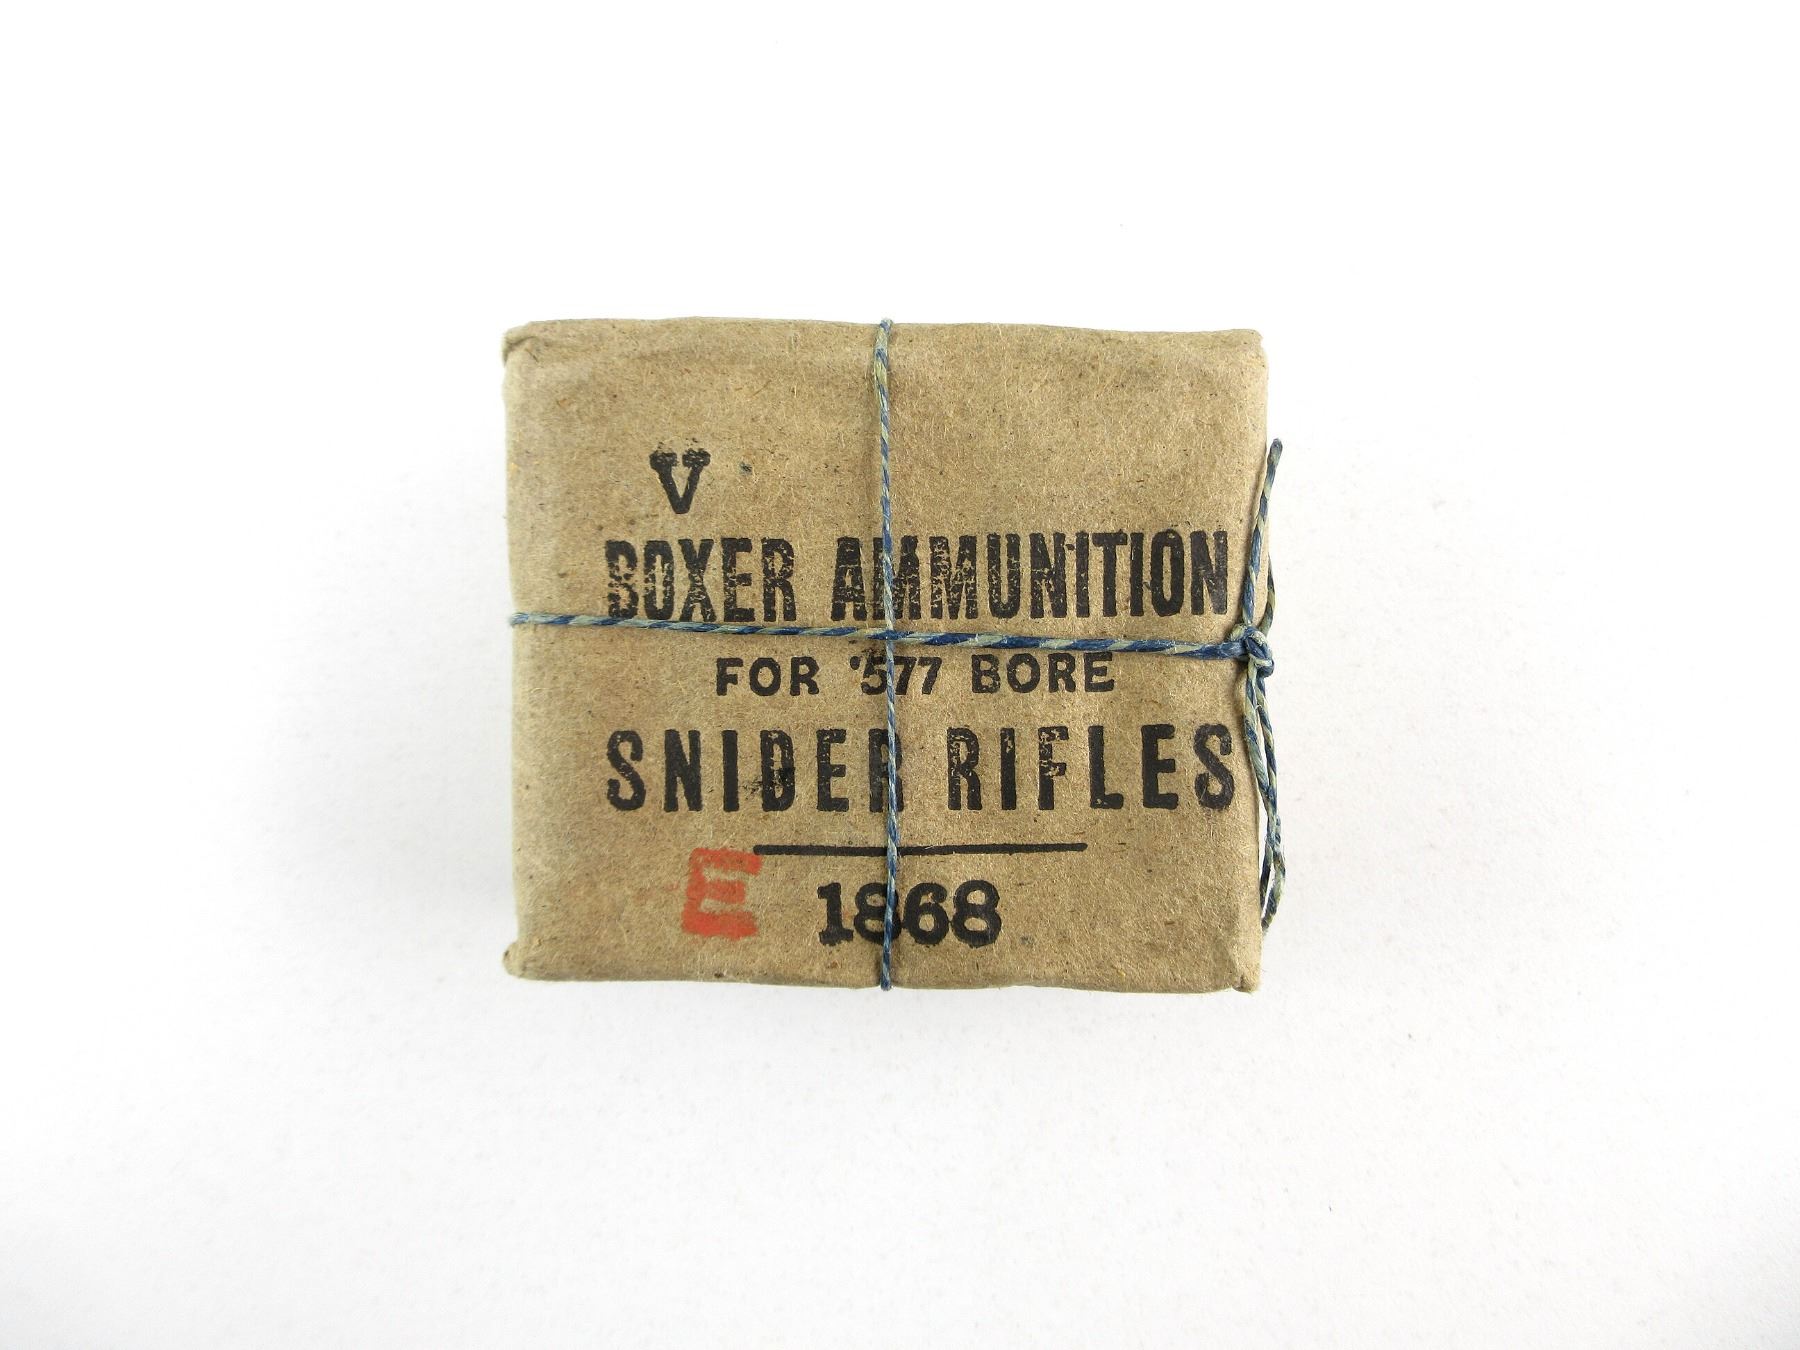 V
BOXER AMMUNITION
FOR ·577 BORE
SNIDER RIFLES
E 1868